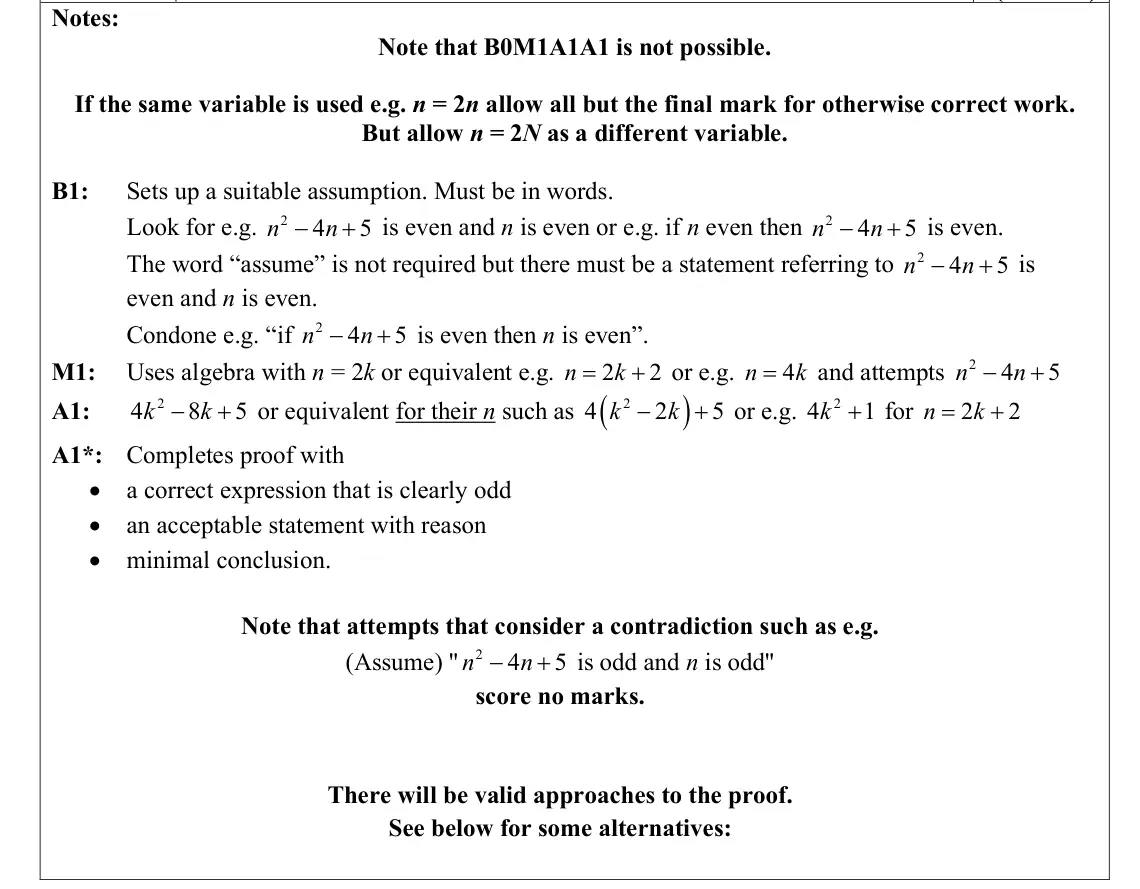 Notes:
Note that B0M1A1A1 is not possible.
If the same variable is used e.g. n = 2n allow all but the final mark for otherwise correct work.
But allow n = 2N as a different variable.
B1: Sets up a suitable assumption. Must be in words.
Look for e.g. n² − 4n + 5 is even and n is even or e.g. if n even then n² − 4n + 5 is even.
The word “assume” is not required but there must be a statement referring to n² − 4n + 5 is
even and n is even.
Condone e.g. “if n² − 4n + 5 is even then n is even”.
M1: Uses algebra with n = 2k or equivalent e.g. n = 2k + 2 or e.g. n = 4k and attempts n² − 4n + 5
A1: 4k² − 8k + 5 or equivalent for their n such as 4(k² − 2k) + 5 or e.g. 4k² + 1 for n = 2k + 2
A1*: Completes proof with
• a correct expression that is clearly odd
• an acceptable statement with reason
• minimal conclusion.
Note that attempts that consider a contradiction such as e.g.
(Assume) "n² − 4n + 5 is odd and n is odd"
score no marks.
There will be valid approaches to the proof.
See below for some alternatives: